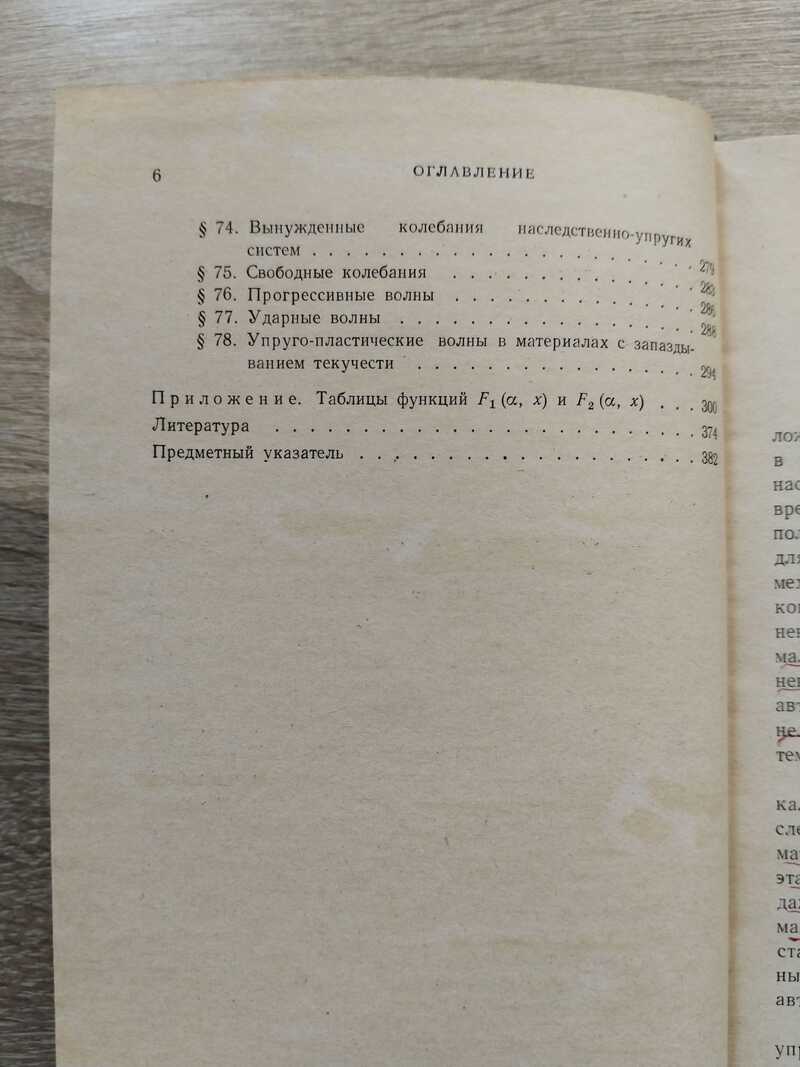 6 ОГЛАВЛЕНИЕ
§ 74. Вынужденные колебания наследственно-упругих
систем . . . . . . . . . . . . . . . . . . . . 279
§ 75. Свободные колебания . . . . . . . . . . . . 283
§ 76. Прогрессивные волны . . . . . . . . . . . . 286
§ 77. Ударные волны . . . . . . . . . . . . . . . 288
§ 78. Упруго-пластические волны в материалах с запазды-
ванием текучести . . . . . . . . . . . . . . . 294
Приложение. Таблицы функций F₁ (α, x) и F₂ (α, x) . . . 300
Литература . . . . . . . . . . . . . . . . . . . . 374
Предметный указатель . . . . . . . . . . . . . . . . 382